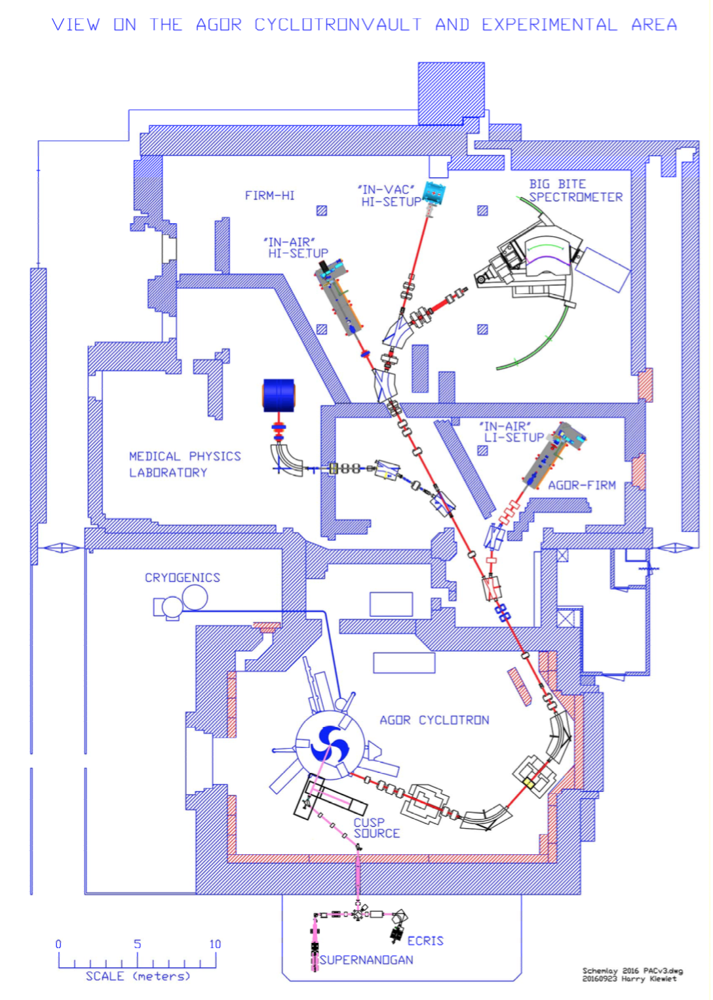 VIEW ON THE AGOR CYCLOTRONVAULT AND EXPERIMENTAL AREA
FIRM-HI
"IN-VAC"
HI-SETUP
BIG BITE
SPECTROMETER
"IN-AIR"
HI-SETUP
"IN-AIR"
LI-SETUP
MEDICAL PHYSICS
LABORATORY
AGOR-FIRM
CRYOGENICS
AGOR CYCLOTRON
CUSP
SOURCE
ECRIS
SUPERNANOGAN
0 5 10
SCALE (meters)
Schemlay 2016 PACv3.dwg
20160923 Harry Kiewiet